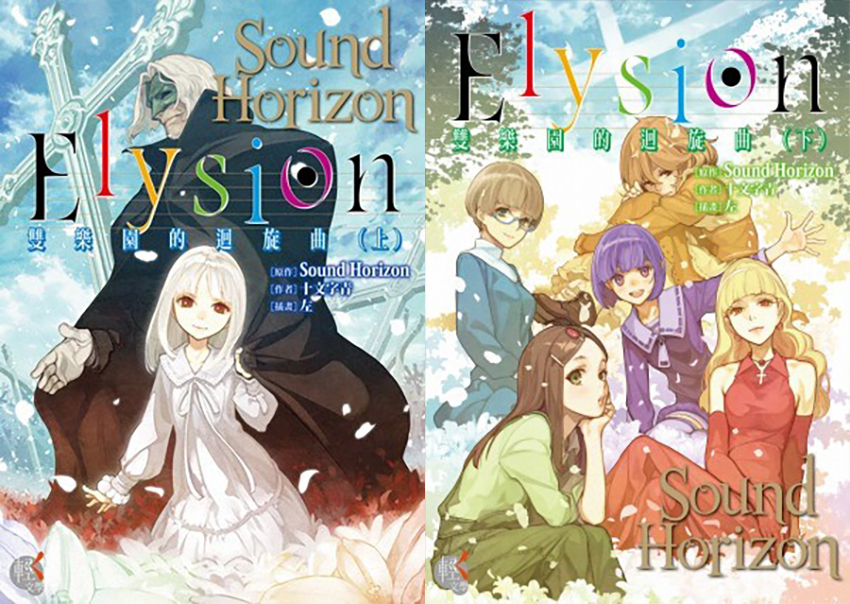 Sound
Horizon
Elysion
雙樂園的迴旋曲(上)
[原作] Sound Horizon
[作者] 十文字青
[插畫] 左
輕
Elysion
雙樂園的迴旋曲(下)
[原作] Sound Horizon
[作者] 十文字青
[插畫] 左
Sound
Horizon
輕